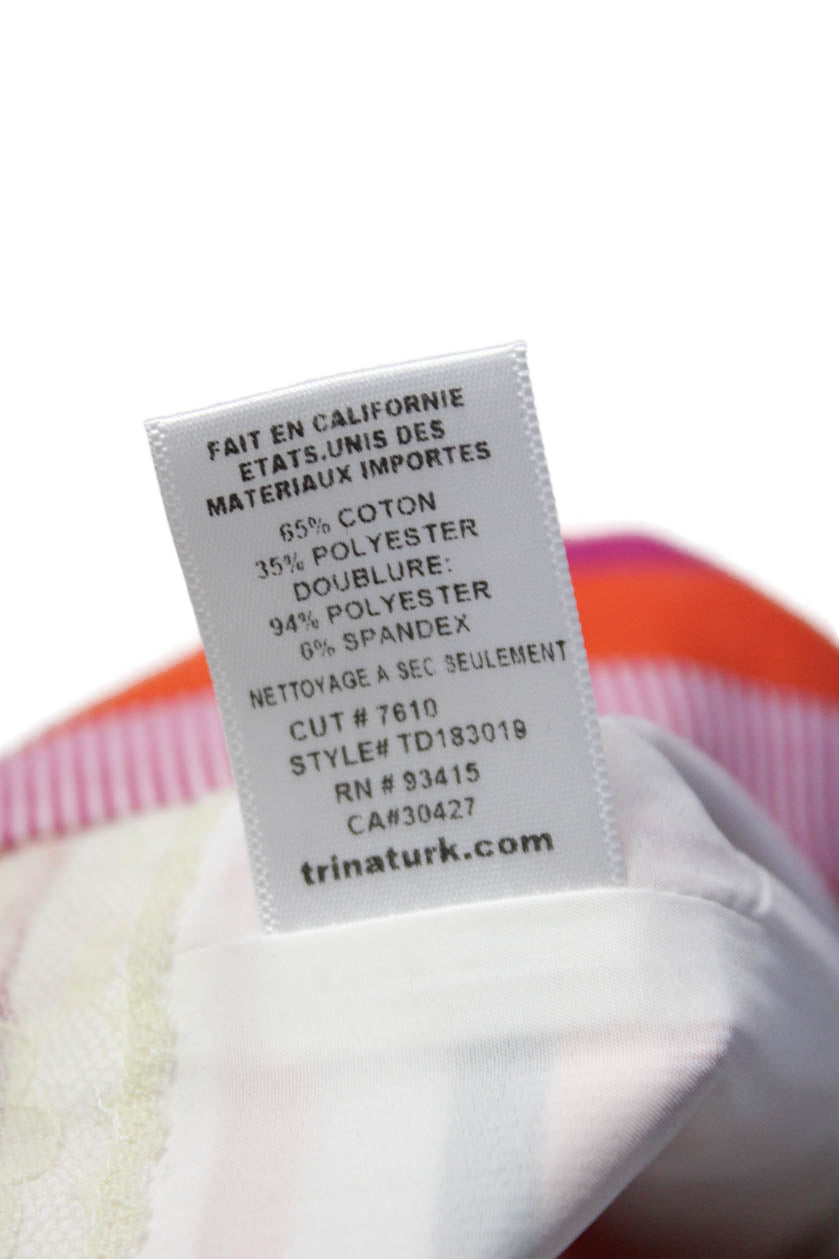 FAIT EN CALIFORNIE
ETATS.UNIS DES
MATERIAUX IMPORTES
65% COTON
35% POLYESTER
DOUBLURE:
94% POLYESTER
6% SPANDEX
NETTOYAGE A SEC SEULEMENT
CUT # 7610
STYLE# TD183019
RN # 93415
CA#30427
trinaturk.com